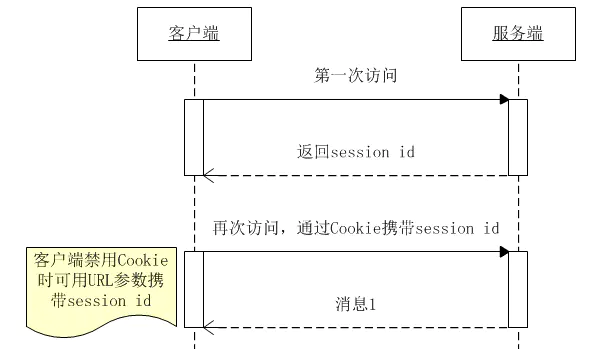 客户端
服务端
第一次访问
返回session id
再次访问，通过Cookie携带session id
客户端禁用Cookie
时可用URL参数携
带session id
消息1